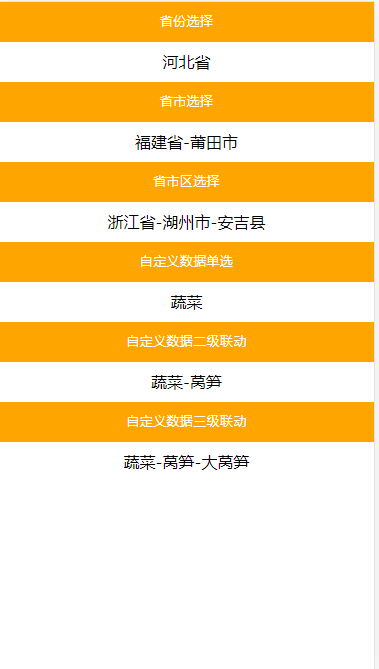 省份选择
河北省
省市选择
福建省-莆田市
省市区选择
浙江省-湖州市-安吉县
自定义数据单选
蔬菜
自定义数据二级联动
蔬菜-莴笋
自定义数据三级联动
蔬菜-莴笋-大莴笋